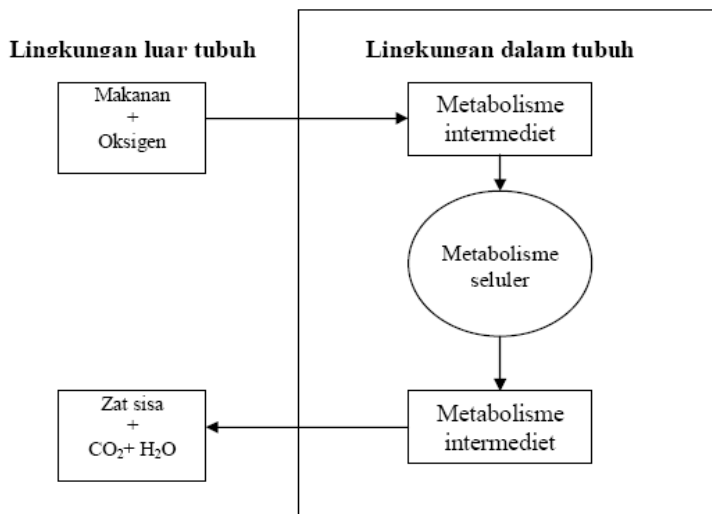 Lingkungan luar tubuh
Lingkungan dalam tubuh
Makanan
+
Oksigen
Metabolisme
intermediet
Metabolisme
seluler
Zat sisa
+
CO₂+ H₂O
Metabolisme
intermediet